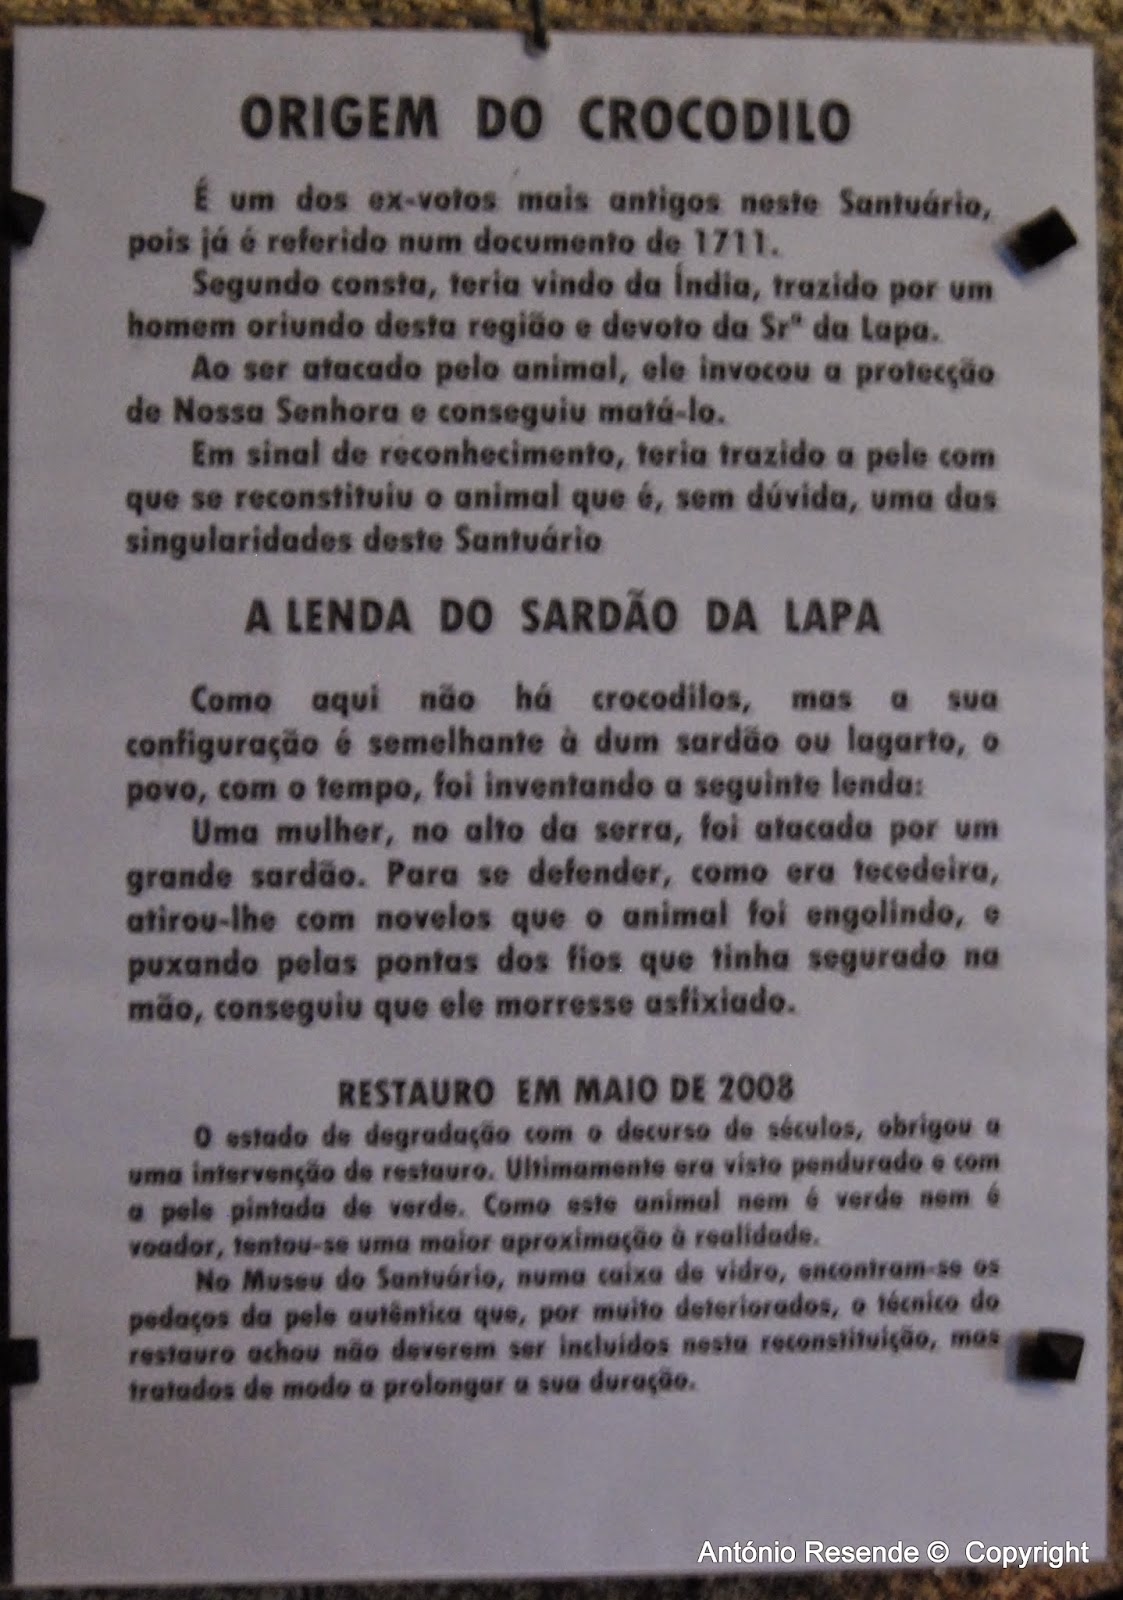 ORIGEM DO CROCODILO
É um dos ex-votos mais antigos neste Santuário,
pois já é referido num documento de 1711.
Segundo consta, teria vindo da Índia, trazido por um
homem oriundo desta região e devoto da Srª da Lapa.
Ao ser atacado pelo animal, ele invocou a protecção
de Nossa Senhora e conseguiu matá-lo.
Em sinal de reconhecimento, teria trazido a pele com
que se reconstituiu o animal que é, sem dúvida, uma das
singularidades deste Santuário
A LENDA DO SARDÃO DA LAPA
Como aqui não há crocodilos, mas a sua
configuração é semelhante à dum sardão ou lagarto, o
povo, com o tempo, foi inventando a seguinte lenda:
Uma mulher, no alto da serra, foi atacada por um
grande sardão. Para se defender, como era tecedeira,
atirou-lhe com novelos que o animal foi engolindo, e
puxando pelas pontas dos fios que tinha segurado na
mão, conseguiu que ele morresse asfixiado.
RESTAURO EM MAIO DE 2008
O estado de degradação com o decurso de séculos, obrigou a
uma intervenção de restauro. Ultimamente era visto pendurado e com
a pele pintada de verde. Como este animal nem é verde nem é
voador, tentou-se uma maior aproximação à realidade.
No Museu do Santuário, numa caixa de vidro, encontram-se os
pedaços da pele autêntica que, por muito deteriorados, o técnico do
restauro achou não deverem ser incluídos nesta reconstituição, mas
tratados de modo a prolongar a sua duração.
António Resende © Copyright